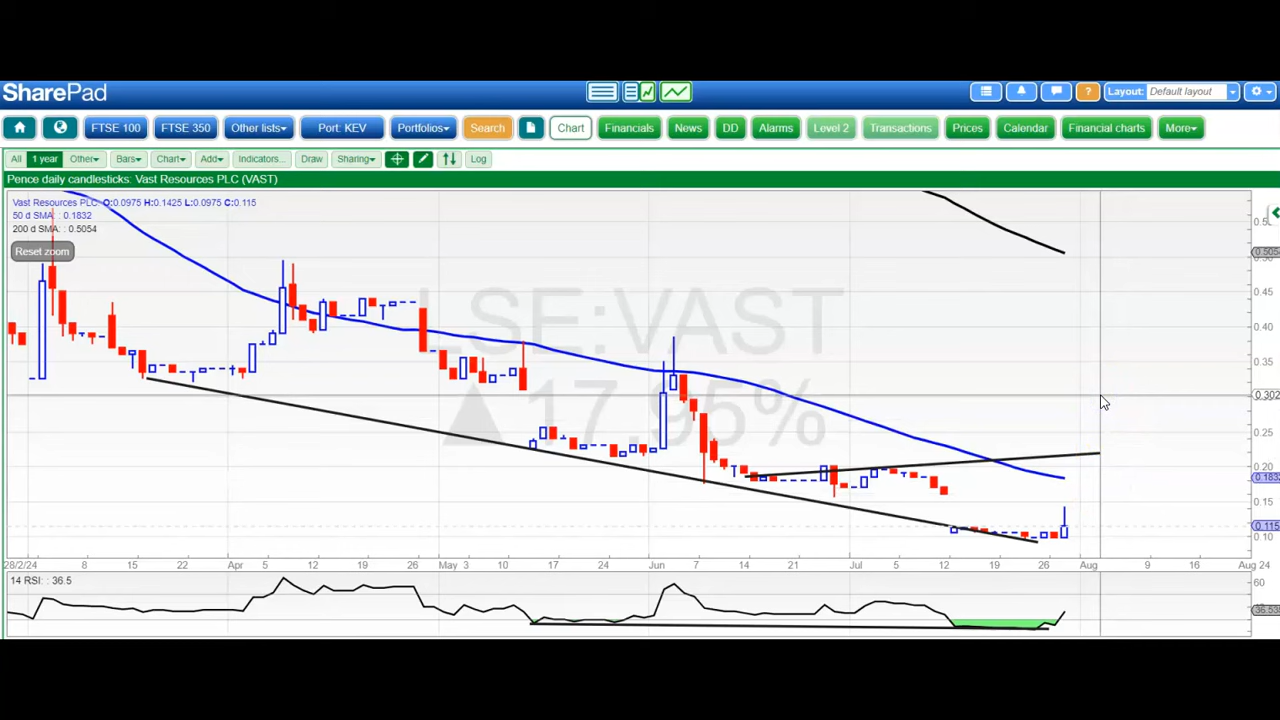 SharePad
? Layout: Default layout
FTSE 100 FTSE 350 Other lists Port: KEV Portfolios Search Chart Financials News DD Alarms Level 2 Transactions Prices Calendar Financial charts More
All 1 year Other Bars Chart Add Indicators... Draw Sharing Log
Pence daily candlesticks: Vast Resources PLC (VAST)
Vast Resources PLC O:0.0975 H:0.1425 L:0.0975 C:0.115
50 d SMA: : 0.1832
200 d SMA: : 0.5054
Reset zoom
LSE:VAST
▲17.95%
0.45
0.40
0.35
0.302
0.25
0.20
0.1832
0.15
0.115
0.10
28/2/24 8 15 22 Apr 8 12 19 26 May 3 10 17 24 Jun 7 14 21 Jul 5 12 19 26 Aug 9 16 Aug 24
14 RSI: : 36.5
60